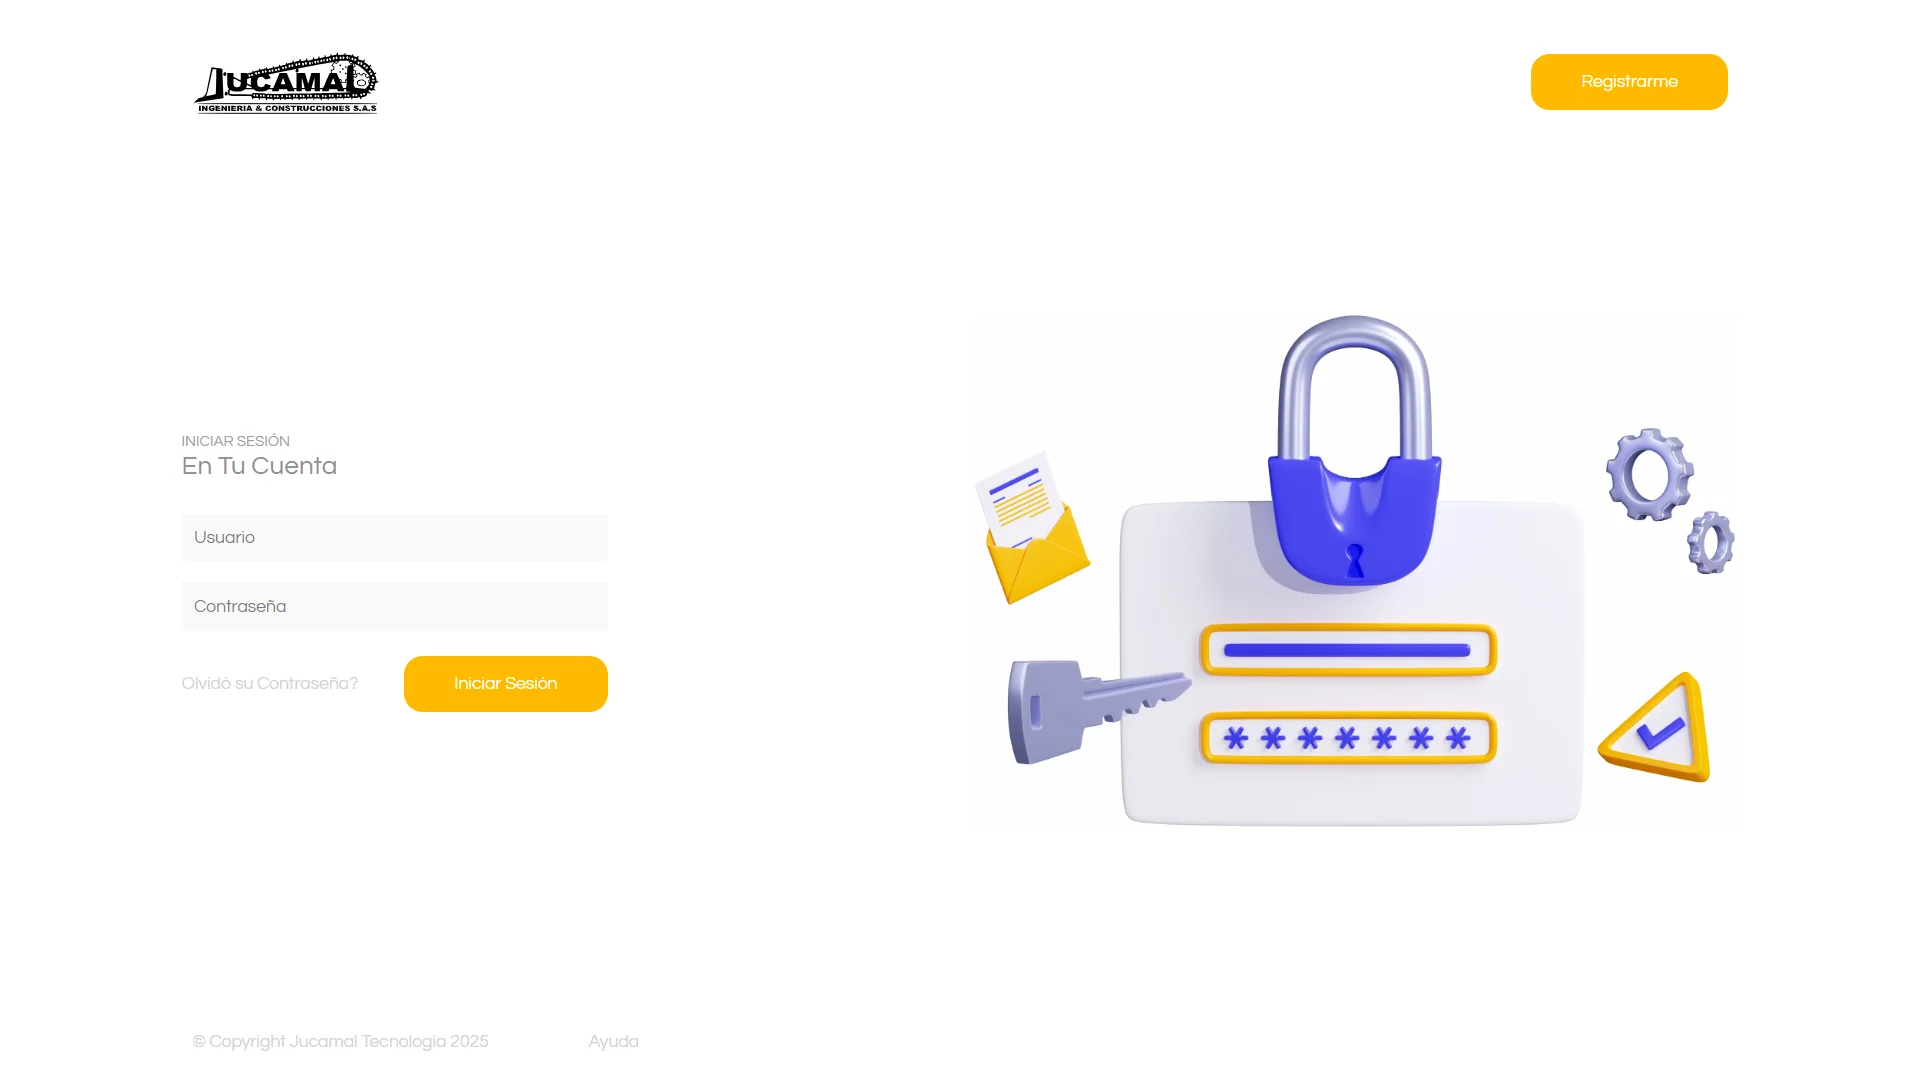 JUCAMAL
INGENIERIA & CONSTRUCCIONES S.A.S
Registrarme
INICIAR SESIÓN
En Tu Cuenta
Usuario
Contraseña
Olvidó su Contraseña?
Iniciar Sesión
*******
© Copyright Jucamal Tecnologia 2025
Ayuda